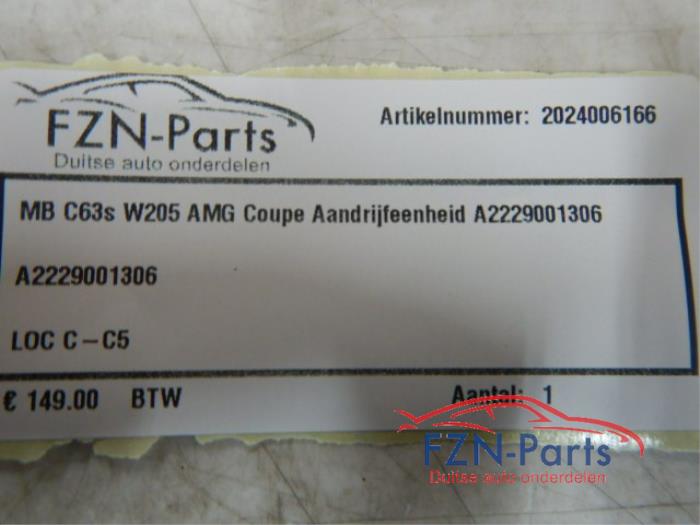 FZN-Parts
Duitse auto onderdelen
Artikelnummer: 2024006166
MB C63s W205 AMG Coupe Aandrijfeenheid A2229001306
A2229001306
LOC C-C5
€ 149.00 BTW
Aantal: 1
FZN-Parts
Duitse auto onderdelen